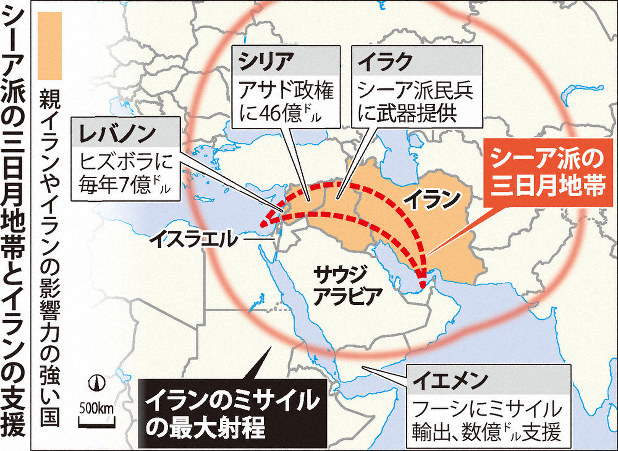 シーア派の三日月地帯とイランの支援
親イランやイランの影響力の強い国
シリア
アサド政権
に46億㌦
イラク
シーア派民兵
に武器提供
レバノン
ヒズボラに
毎年7億㌦
シーア派の
三日月地帯
イラン
イスラエル
サウジ
アラビア
イランのミサイル
の最大射程
イエメン
フーシにミサイル
輸出、数億㌦支援
500km